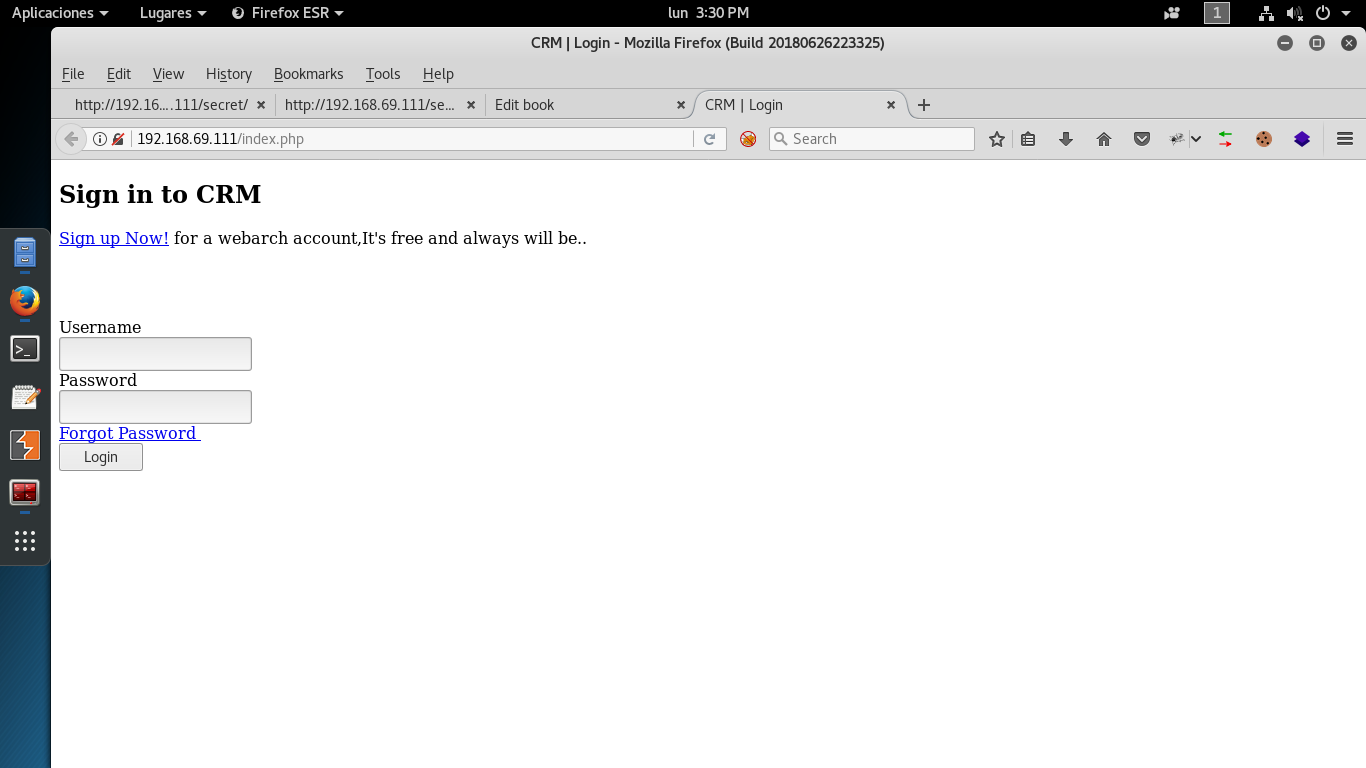 Aplicaciones Lugares Firefox ESR lun 3:30 PM 1
CRM | Login - Mozilla Firefox (Build 20180626223325)
File Edit View History Bookmarks Tools Help
http://192.16....111/secret/ http://192.168.69.111/se... Edit book CRM | Login
192.168.69.111/index.php Search
Sign in to CRM
Sign up Now! for a webarch account,It's free and always will be..
Username
Password
Forgot Password
Login